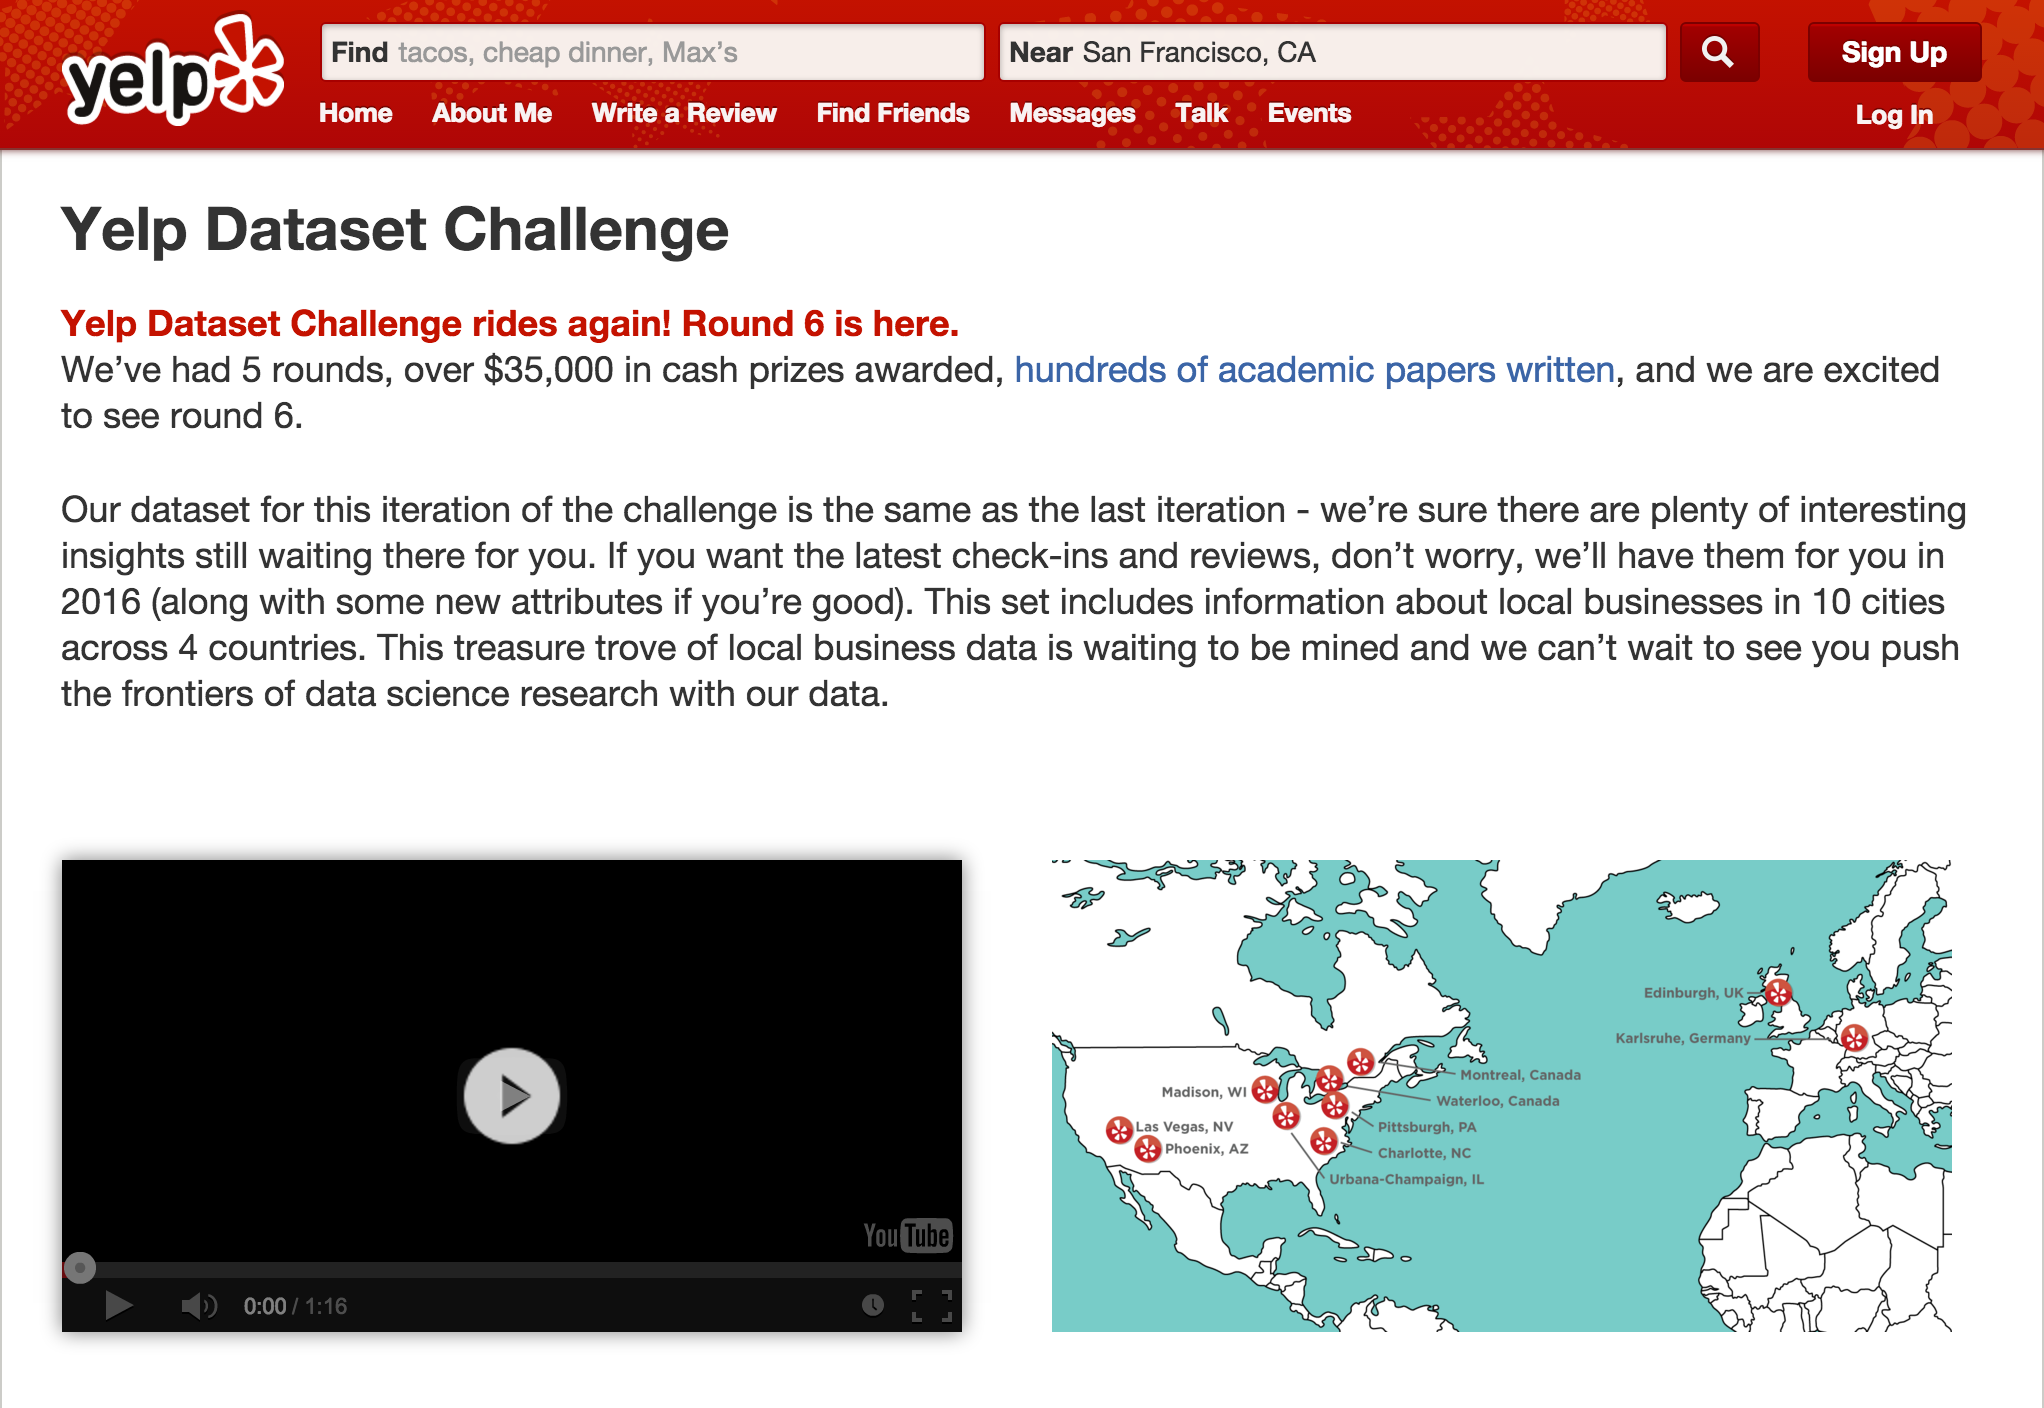 yelp
Find tacos, cheap dinner, Max's
Near San Francisco, CA
Sign Up
Home About Me Write a Review Find Friends Messages Talk Events
Log In
Yelp Dataset Challenge
Yelp Dataset Challenge rides again! Round 6 is here.
We've had 5 rounds, over $35,000 in cash prizes awarded, hundreds of academic papers written, and we are excited
to see round 6.
Our dataset for this iteration of the challenge is the same as the last iteration - we're sure there are plenty of interesting
insights still waiting there for you. If you want the latest check-ins and reviews, don't worry, we'll have them for you in
2016 (along with some new attributes if you're good). This set includes information about local businesses in 10 cities
across 4 countries. This treasure trove of local business data is waiting to be mined and we can't wait to see you push
the frontiers of data science research with our data.
YouTube
0:00 / 1:16
Edinburgh, UK
Karlsruhe, Germany
Montreal, Canada
Madison, WI
Waterloo, Canada
Las Vegas, NV
Pittsburgh, PA
Phoenix, AZ
Charlotte, NC
Urbana-Champaign, IL